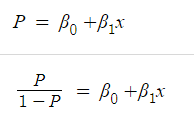 P = β₀ +β₁x
P / (1 − P) = β₀ +β₁x